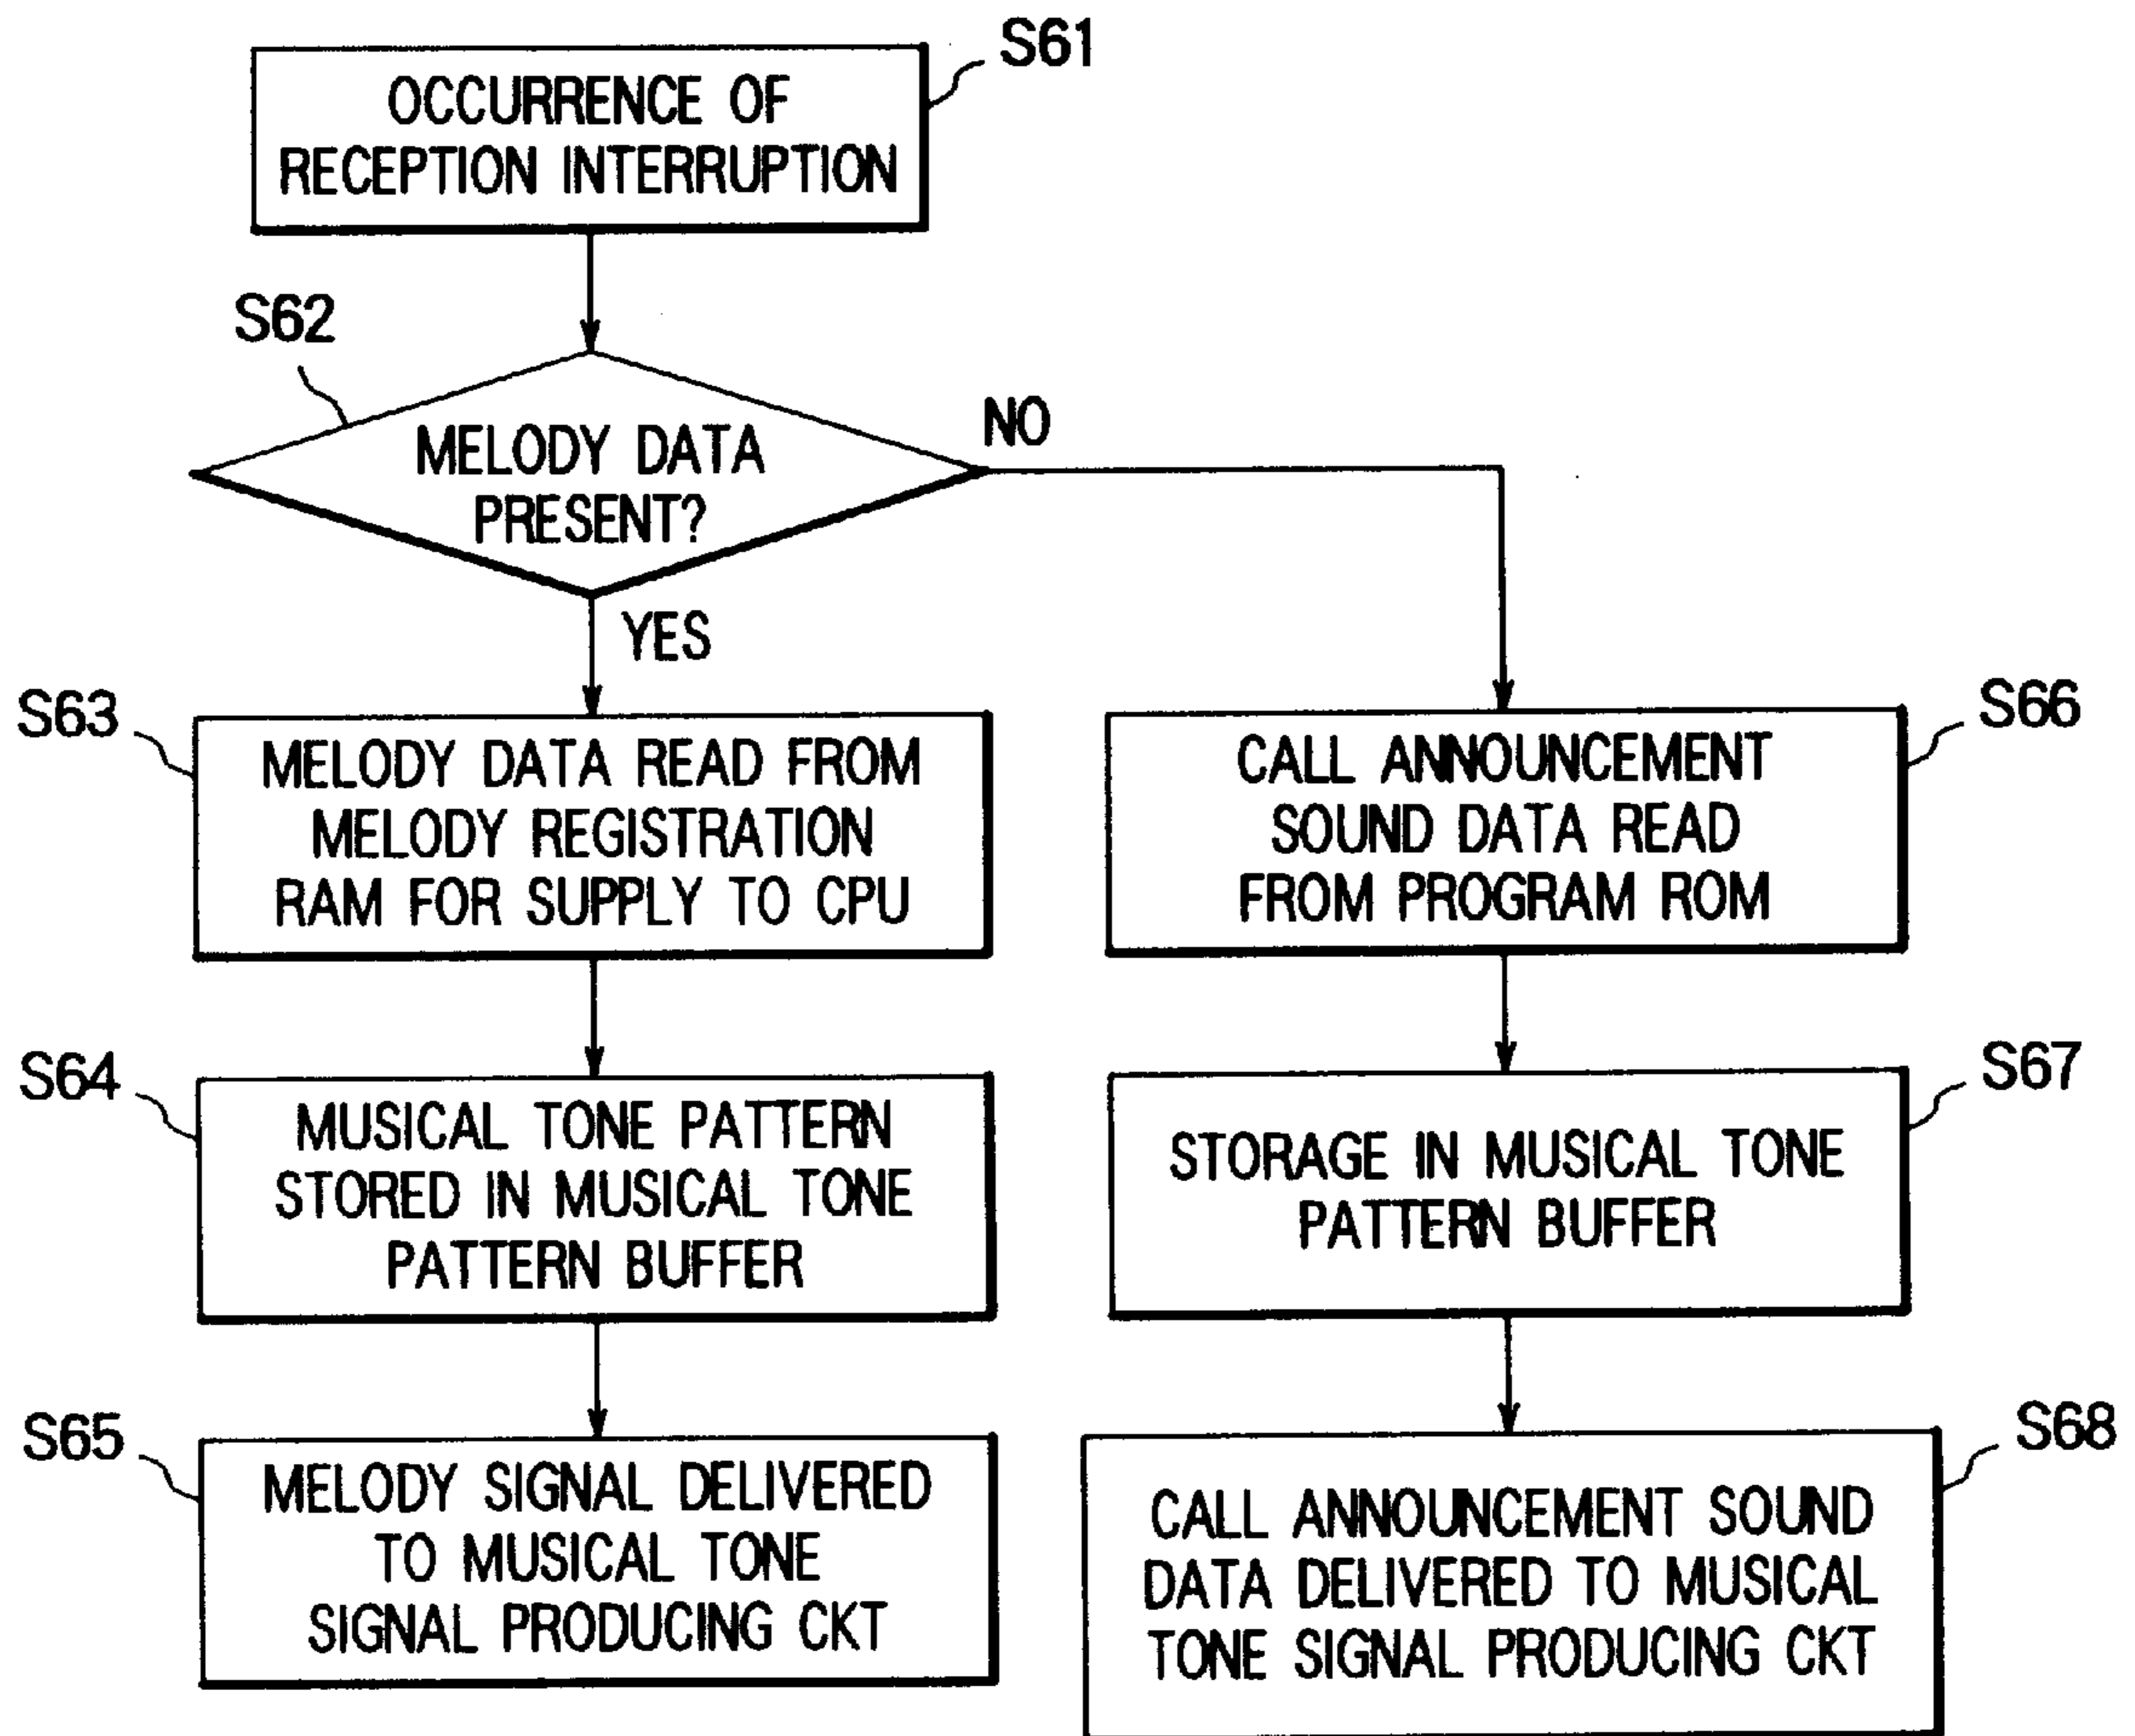 S61
OCCURRENCE OF
RECEPTION INTERRUPTION
S62
MELODY DATA
PRESENT?
NO
YES
S63
MELODY DATA READ FROM
MELODY REGISTRATION
RAM FOR SUPPLY TO CPU
S66
CALL ANNOUNCEMENT
SOUND DATA READ
FROM PROGRAM ROM
S64
MUSICAL TONE PATTERN
STORED IN MUSICAL TONE
PATTERN BUFFER
S67
STORAGE IN MUSICAL TONE
PATTERN BUFFER
S65
MELODY SIGNAL DELIVERED
TO MUSICAL TONE
SIGNAL PRODUCING CKT
S68
CALL ANNOUNCEMENT SOUND
DATA DELIVERED TO MUSICAL
TONE SIGNAL PRODUCING CKT